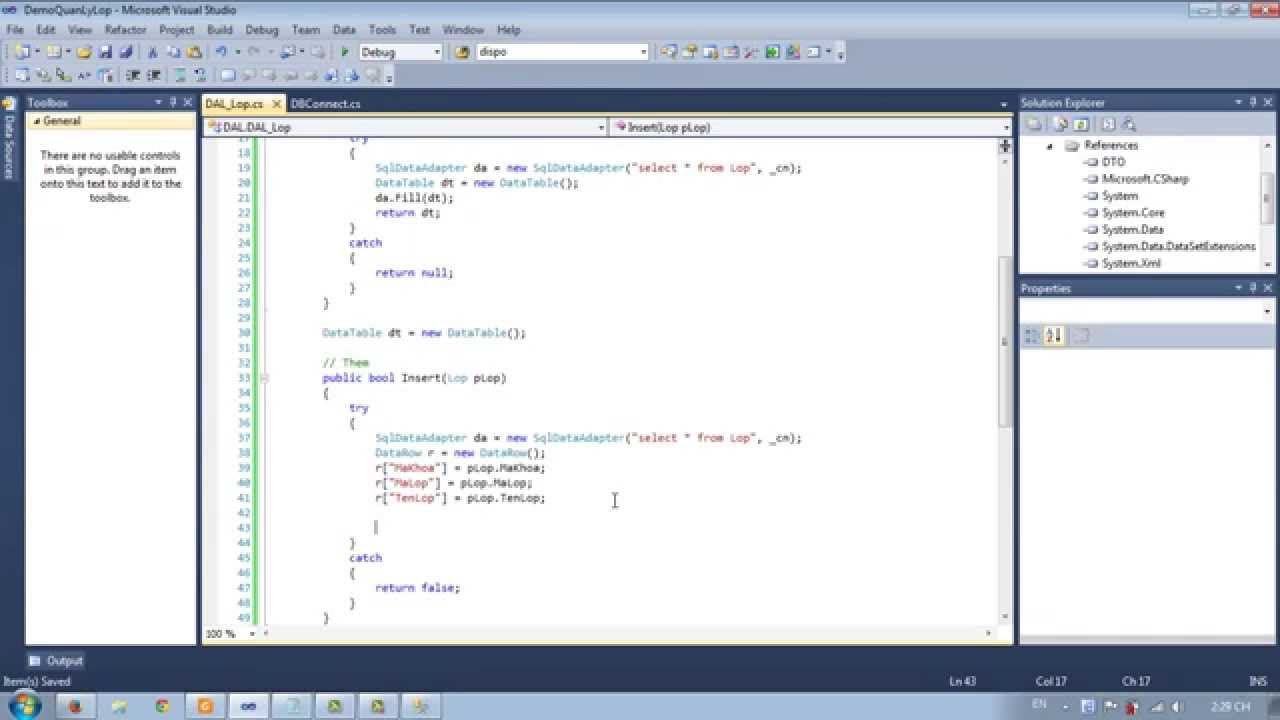 DemoQuanLyLop - Microsoft Visual Studio
File Edit View Refactor Project Build Debug Team Data Tools Test Window Help
Debug dispo
Data Sources
Toolbox
General
There are no usable controls
in this group. Drag an item
onto this text to add it to the
toolbox.
DAL_Lop.cs DBConnect.cs
DAL.DAL_Lop Insert(Lop pLop)
17 try
18 {
19 SqlDataAdapter da = new SqlDataAdapter("select * from Lop", _cn);
20 DataTable dt = new DataTable();
21 da.Fill(dt);
22 return dt;
23 }
24 catch
25 {
26 return null;
27 }
28 }
29
30 DataTable dt = new DataTable();
31
32 // Them
33 public bool Insert(Lop pLop)
34 {
35 try
36 {
37 SqlDataAdapter da = new SqlDataAdapter("select * from Lop", _cn);
38 DataRow r = new DataRow();
39 r["MaKhoa"] = pLop.MaKhoa;
40 r["MaLop"] = pLop.MaLop;
41 r["TenLop"] = pLop.TenLop;
42
43
44 }
45 catch
46 {
47 return false;
48 }
49 }
100 %
Solution Explorer
References
DTO
Microsoft.CSharp
System
System.Core
System.Data
System.Data.DataSetExtensions
System.Xml
Properties
Output
Item(s) Saved Ln 43 Col 17 Ch 17 INS
EN 2:29 CH